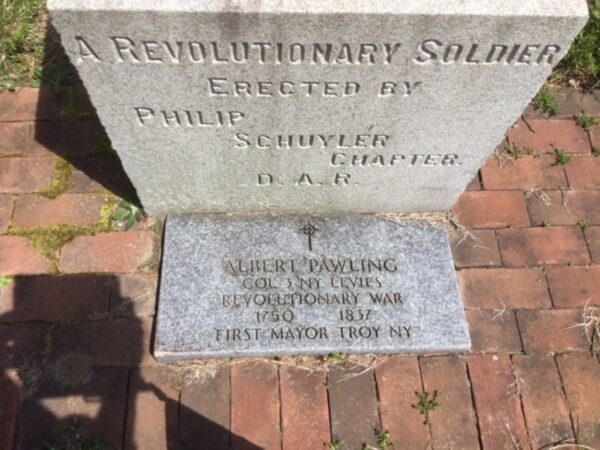 A REVOLUTIONARY SOLDIER
ERECTED BY
PHILIP
SCHUYLER
CHAPTER.
D. A. R.
ALBERT PAWLING
COL 3 NY LEVIES
REVOLUTIONARY WAR
1750 1837
FIRST MAYOR TROY NY